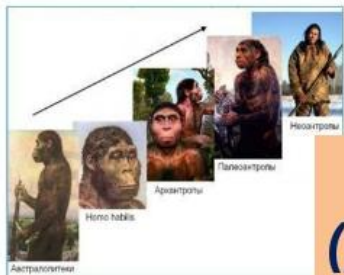 Неоантропы
Палеоантропы
Архантропы
Homo habilis
Австралопитеки
(